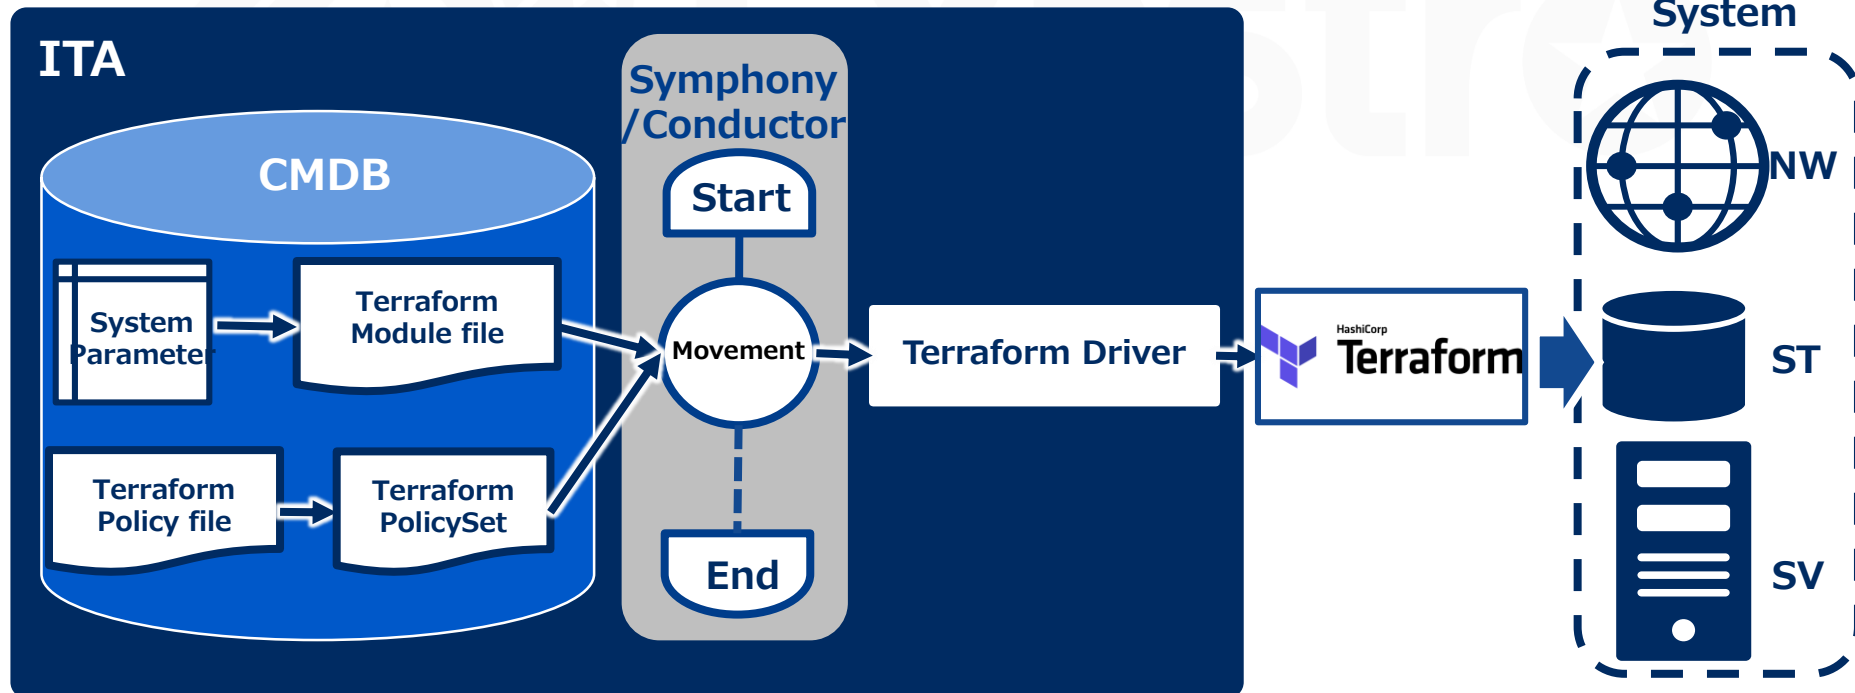 System
ITA
Symphony
/Conductor
CMDB
Start
NW
System
Parameter
Terraform
Module file
Movement
Terraform Driver
HashiCorp
Terraform
ST
Terraform
Policy file
Terraform
PolicySet
End
SV